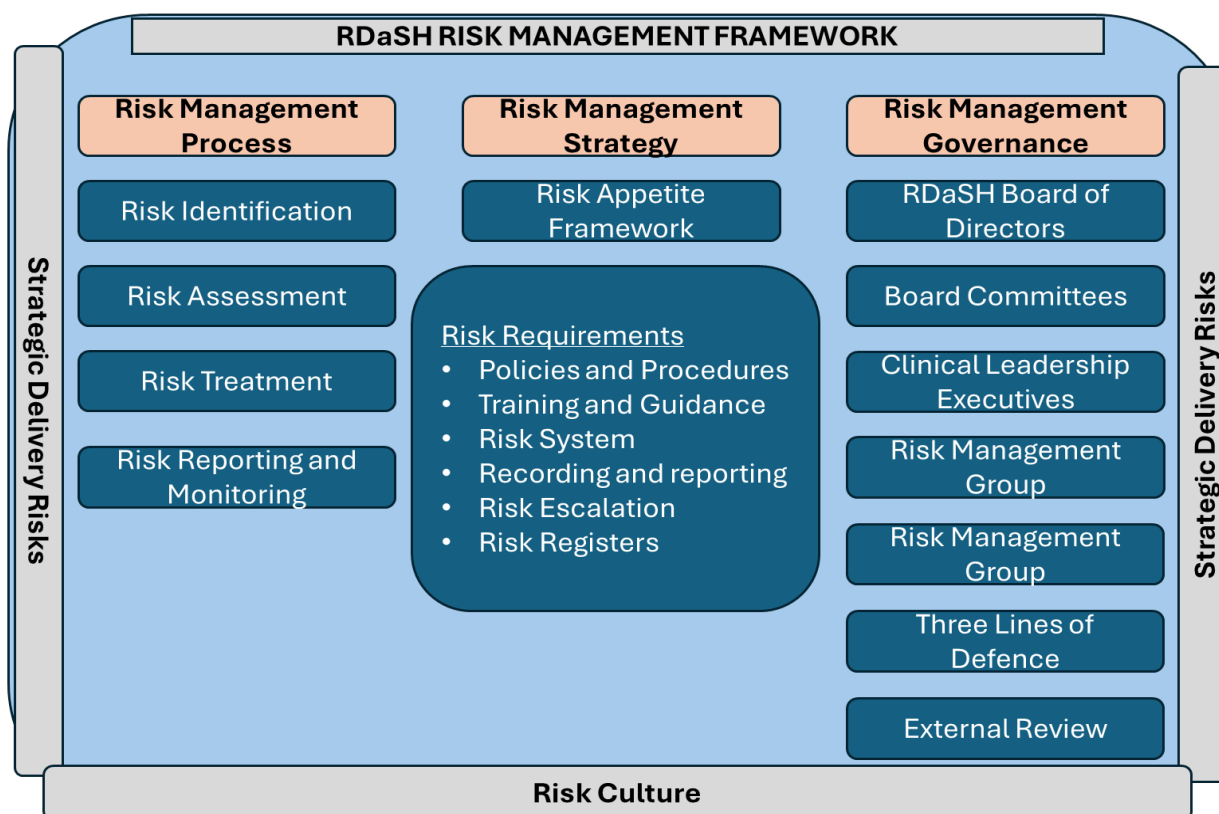 RDaSH RISK MANAGEMENT FRAMEWORK
Strategic Delivery Risks
Risk Management
Process
Risk Identification
Risk Assessment
Risk Treatment
Risk Reporting and
Monitoring
Risk Management
Strategy
Risk Appetite
Framework
Risk Requirements
• Policies and Procedures
• Training and Guidance
• Risk System
• Recording and reporting
• Risk Escalation
• Risk Registers
Risk Management
Governance
RDaSH Board of
Directors
Board Committees
Clinical Leadership
Executives
Risk Management
Group
Risk Management
Group
Three Lines of
Defence
External Review
Strategic Delivery Risks
Risk Culture